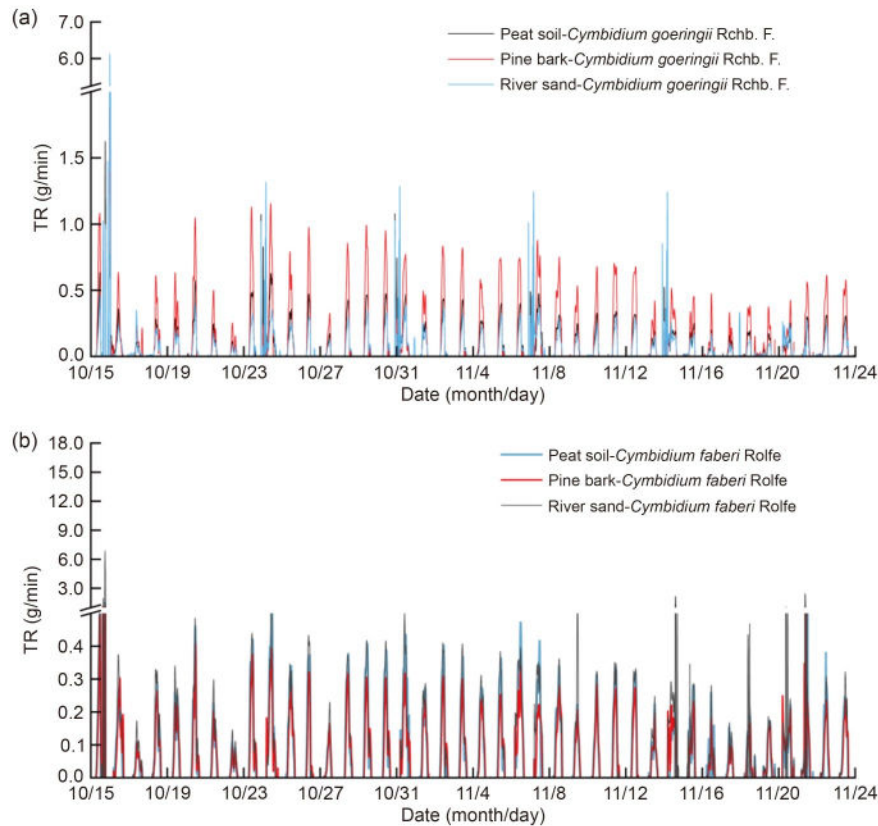 (a)
7.0
6.0
1.5
1.0
0.5
0.0
TR (g/min)
Peat soil-Cymbidium goeringii Rchb. F.
Pine bark-Cymbidium goeringii Rchb. F.
River sand-Cymbidium goeringii Rchb. F.
10/15 10/19 10/23 10/27 10/31 11/4 11/8 11/12 11/16 11/20 11/24
Date (month/day)
(b)
18.0
15.0
12.0
9.0
6.0
3.0
0.4
0.3
0.2
0.1
0.0
TR (g/min)
Peat soil-Cymbidium faberi Rolfe
Pine bark-Cymbidium faberi Rolfe
River sand-Cymbidium faberi Rolfe
10/15 10/19 10/23 10/27 10/31 11/4 11/8 11/12 11/16 11/20 11/24
Date (month/day)